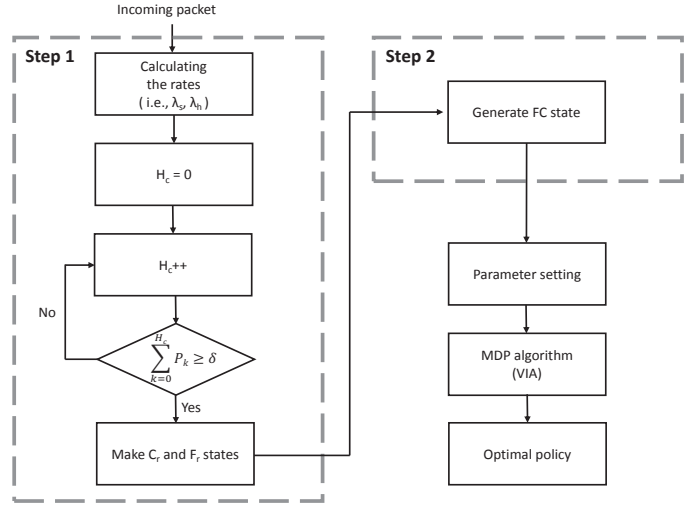 Incoming packet
Step 1
Calculating
the rates
( i.e., λs, λh )
Hc = 0
Hc++
No
∑_{k=0}^{Hc} Pk ≥ δ
Yes
Make Cr and Fr states
Step 2
Generate FC state
Parameter setting
MDP algorithm
(VIA)
Optimal policy